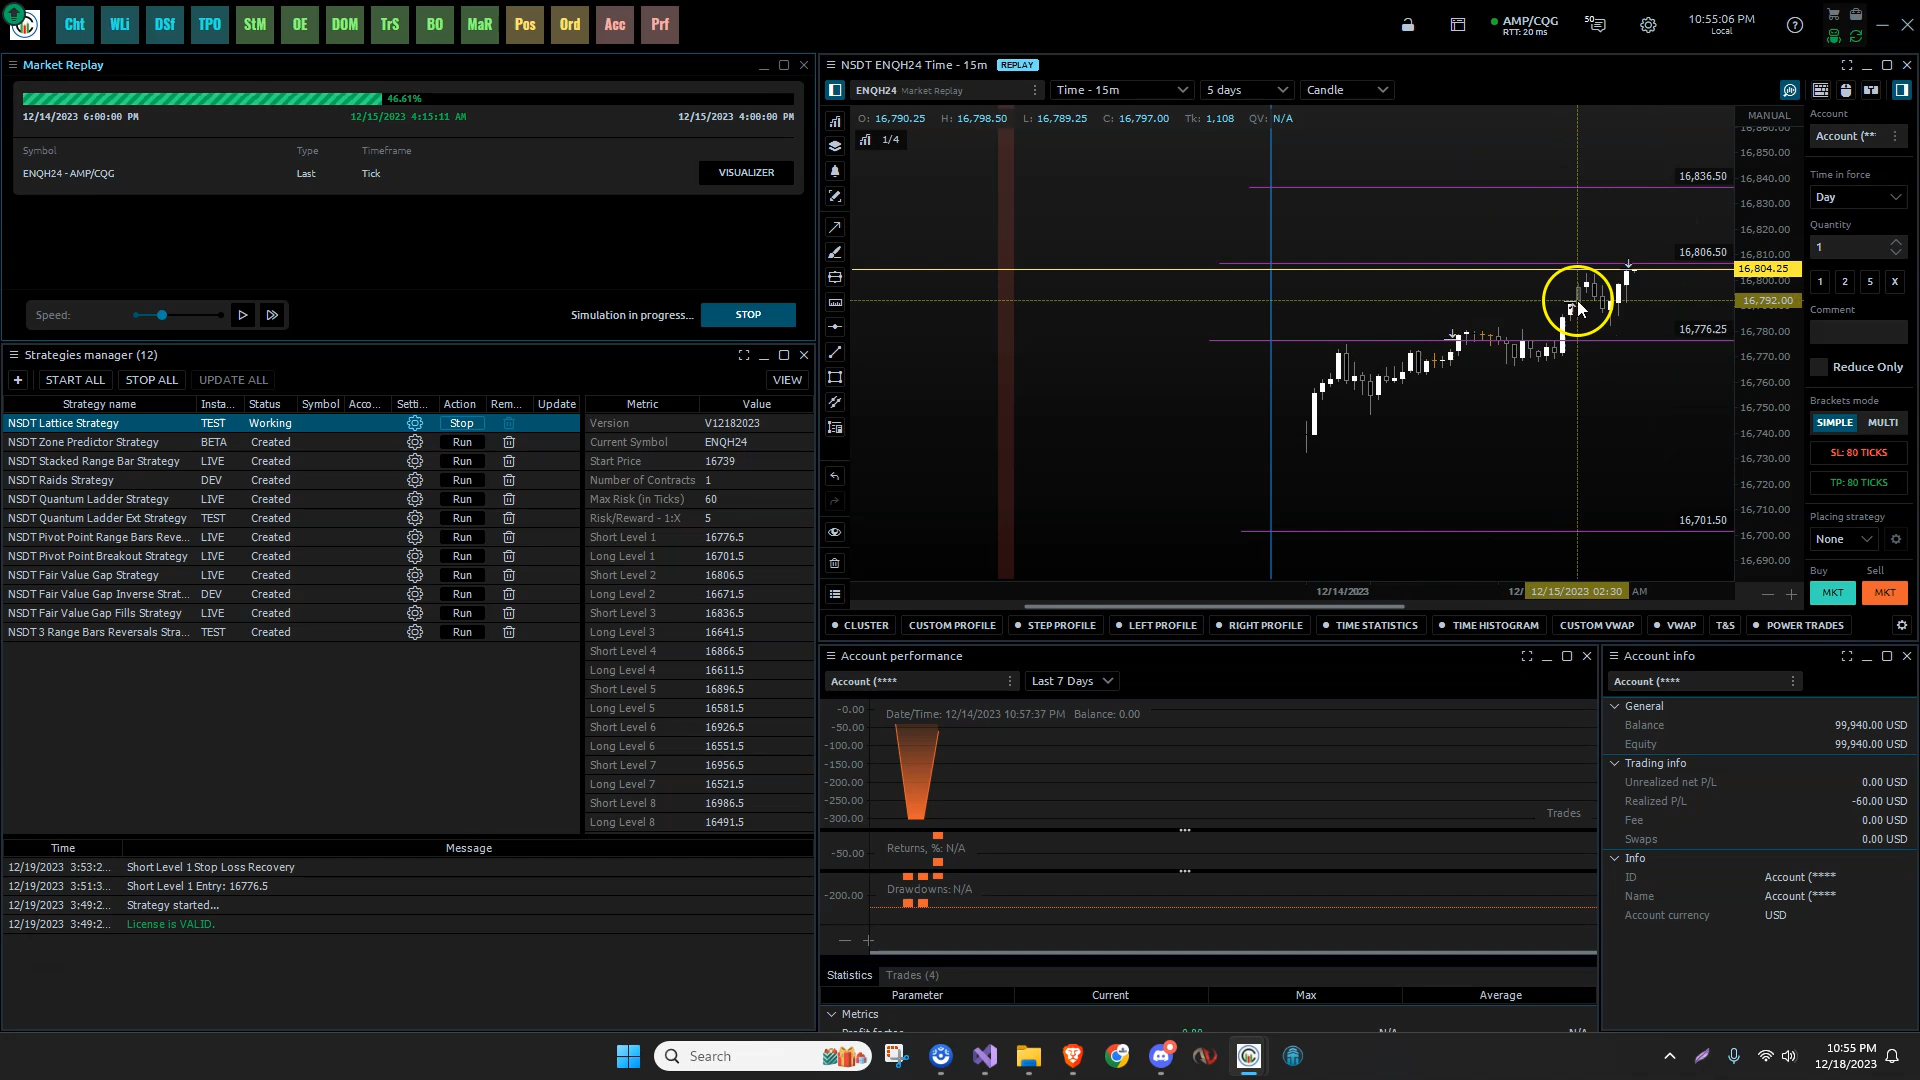 Cht WLi DSf TPO StM OE DOM TrS BO MaR Pos Ord Acc Prf
AMP/CQG
RTT: 20 ms
50
10:55:06 PM
Local
Market Replay
46.61%
12/14/2023 6:00:00 PM 12/15/2023 4:15:11 AM 12/15/2023 4:00:00 PM
Symbol Type Timeframe
ENQH24 - AMP/CQG Last Tick VISUALIZER
Speed: Simulation in progress... STOP
Strategies manager (12)
START ALL STOP ALL UPDATE ALL VIEW
Strategy name Insta... Status Symbol Acco... Setti... Action Rem... Update
NSDT Lattice Strategy TEST Working Stop
NSDT Zone Predictor Strategy BETA Created Run
NSDT Stacked Range Bar Strategy LIVE Created Run
NSDT Raids Strategy DEV Created Run
NSDT Quantum Ladder Strategy LIVE Created Run
NSDT Quantum Ladder Ext Strategy TEST Created Run
NSDT Pivot Point Range Bars Reve... LIVE Created Run
NSDT Pivot Point Breakout Strategy LIVE Created Run
NSDT Fair Value Gap Strategy LIVE Created Run
NSDT Fair Value Gap Inverse Strat... DEV Created Run
NSDT Fair Value Gap Fills Strategy LIVE Created Run
NSDT 3 Range Bars Reversals Stra... TEST Created Run
Metric Value
Version V12182023
Current Symbol ENQH24
Start Price 16739
Number of Contracts 1
Max Risk (in Ticks) 60
Risk/Reward - 1:X 5
Short Level 1 16776.5
Long Level 1 16701.5
Short Level 2 16806.5
Long Level 2 16671.5
Short Level 3 16836.5
Long Level 3 16641.5
Short Level 4 16866.5
Long Level 4 16611.5
Short Level 5 16896.5
Long Level 5 16581.5
Short Level 6 16926.5
Long Level 6 16551.5
Short Level 7 16956.5
Long Level 7 16521.5
Short Level 8 16986.5
Long Level 8 16491.5
Time Message
12/19/2023 3:53:2... Short Level 1 Stop Loss Recovery
12/19/2023 3:51:3... Short Level 1 Entry: 16776.5
12/19/2023 3:49:2... Strategy started...
12/19/2023 3:49:2... License is VALID.
NSDT ENQH24 Time - 15m REPLAY
ENQH24 Market Replay Time - 15m 5 days Candle
O: 16,790.25 H: 16,798.50 L: 16,789.25 C: 16,797.00 Tk: 1,108 QV: N/A
1/4
MANUAL
16,860.00
16,850.00
16,840.00
16,830.00
16,820.00
16,810.00
16,804.25
16,800.00
16,792.00
16,780.00
16,770.00
16,760.00
16,750.00
16,740.00
16,730.00
16,720.00
16,710.00
16,700.00
16,690.00
16,836.50
16,806.50
16,776.25
16,701.50
12/14/2023 12/ 12/15/2023 02:30 AM
CLUSTER CUSTOM PROFILE STEP PROFILE LEFT PROFILE RIGHT PROFILE TIME STATISTICS TIME HISTOGRAM CUSTOM VWAP VWAP T&S POWER TRADES
Account
Account (**
Time in force
Day
Quantity
1
1 2 5 X
Comment
Reduce Only
Brackets mode
SIMPLE MULTI
SL: 80 TICKS
TP: 80 TICKS
Placing strategy
None
Buy Sell
MKT MKT
Account performance
Account (**** Last 7 Days
Date/Time: 12/14/2023 10:57:37 PM Balance: 0.00
-0.00
-50.00
-100.00
-150.00
-200.00
-250.00
-300.00
Trades
Returns, %: N/A
-50.00
Drawdowns: N/A
-200.00
Statistics Trades (4)
Parameter Current Max Average
Metrics
Profit factor 0.00 N/A N/A
Account info
Account (****
General
Balance 99,940.00 USD
Equity 99,940.00 USD
Trading info
Unrealized net P/L 0.00 USD
Realized P/L -60.00 USD
Fee 0.00 USD
Swaps 0.00 USD
Info
ID Account (****
Name Account (****
Account currency USD
Search
10:55 PM
12/18/2023